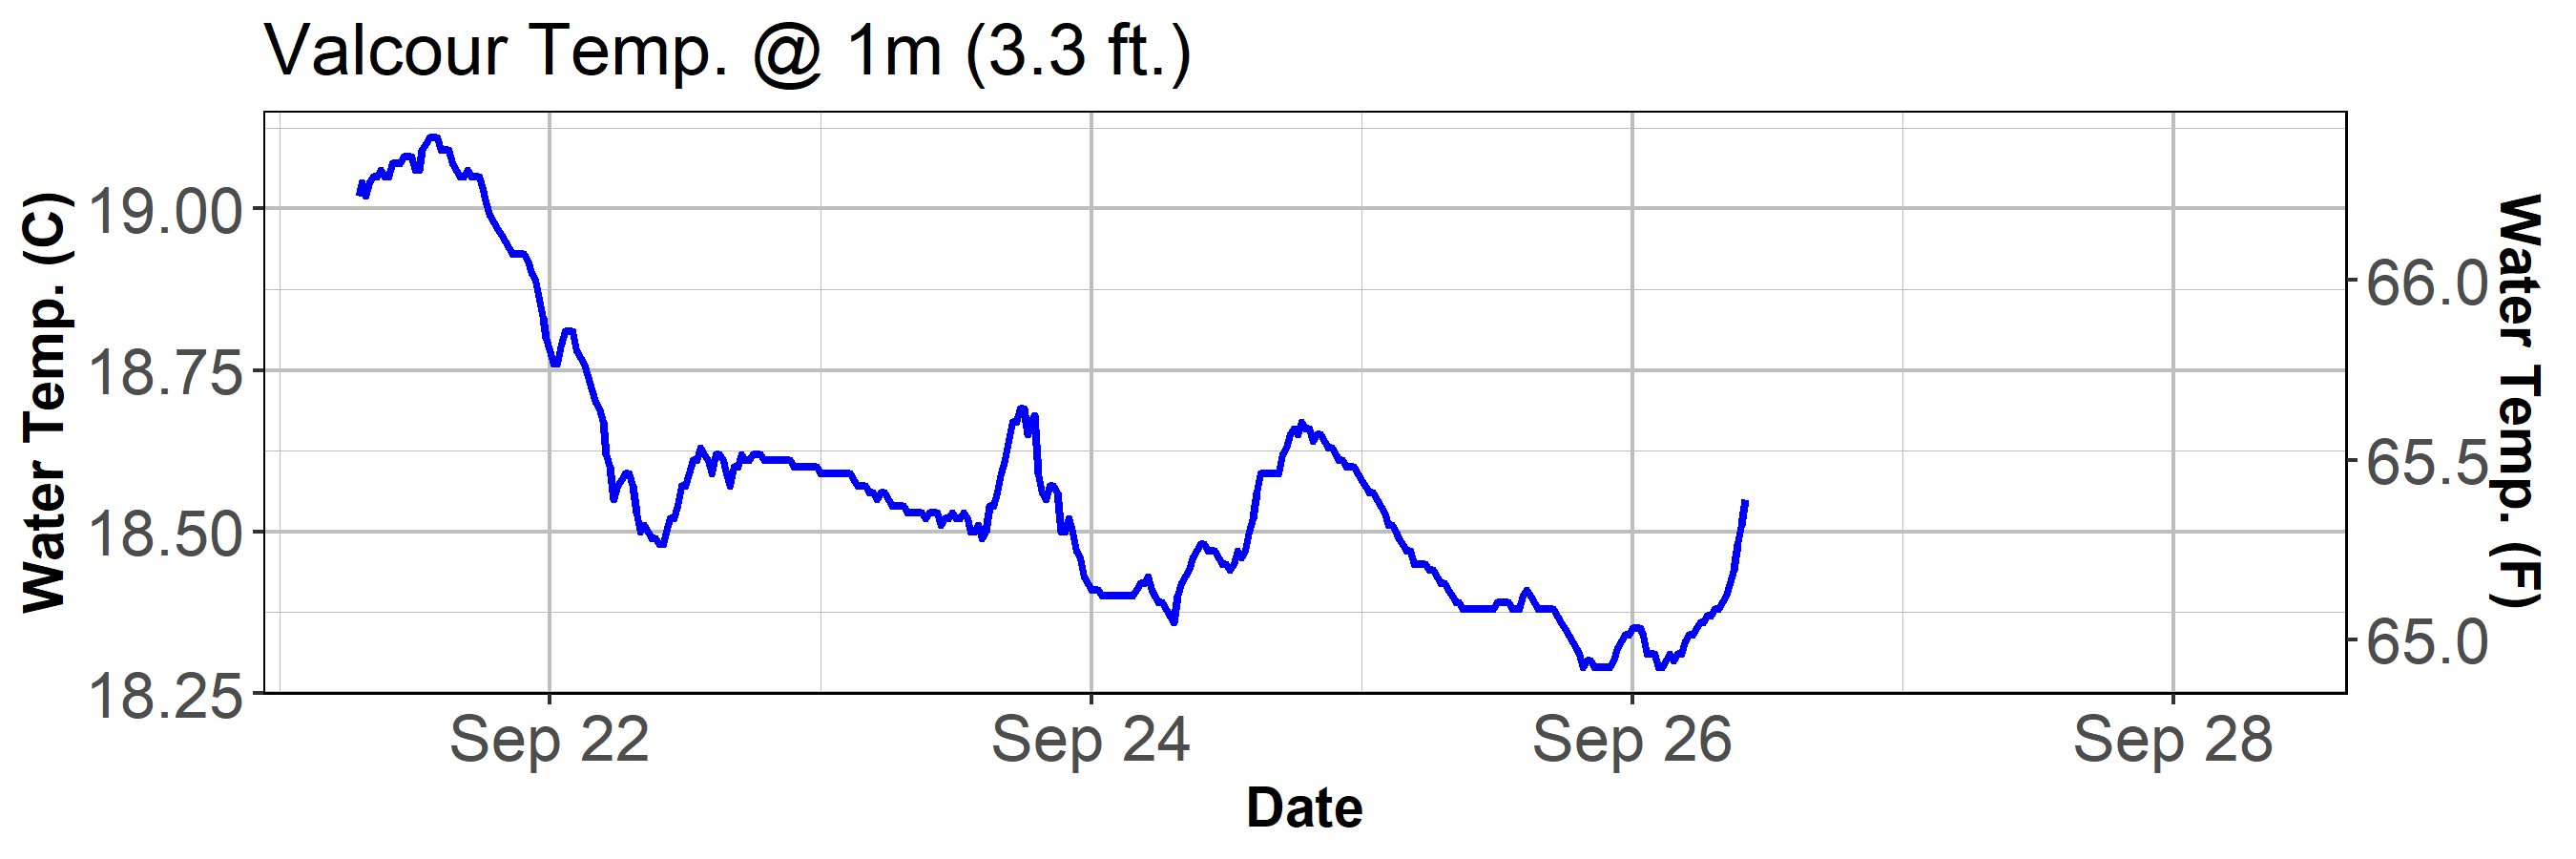 Valcour Temp. @ 1m (3.3 ft.)
Water Temp. (C)
19.00
18.75
18.50
18.25
66.0
65.5
65.0
Water Temp. (F)
Sep 22 Sep 24 Sep 26 Sep 28
Date